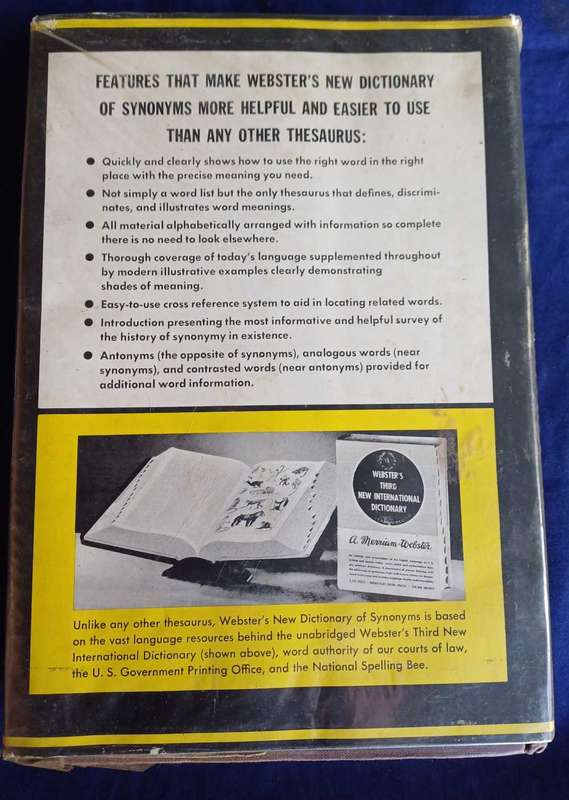 FEATURES THAT MAKE WEBSTER'S NEW DICTIONARY
OF SYNONYMS MORE HELPFUL AND EASIER TO USE
THAN ANY OTHER THESAURUS:
● Quickly and clearly shows how to use the right word in the right
place with the precise meaning you need.
● Not simply a word list but the only thesaurus that defines, discrimi-
nates, and illustrates word meanings.
● All material alphabetically arranged with information so complete
there is no need to look elsewhere.
● Thorough coverage of today's language supplemented throughout
by modern illustrative examples clearly demonstrating
shades of meaning.
● Easy-to-use cross reference system to aid in locating related words.
● Introduction presenting the most informative and helpful survey of
the history of synonymy in existence.
● Antonyms (the opposite of synonyms), analogous words (near
synonyms), and contrasted words (near antonyms) provided for
additional word information.
WEBSTER'S
THIRD
NEW INTERNATIONAL
DICTIONARY
A Merriam-Webster
Unlike any other thesaurus, Webster's New Dictionary of Synonyms is based
on the vast language resources behind the unabridged Webster's Third New
International Dictionary (shown above), word authority of our courts of law,
the U. S. Government Printing Office, and the National Spelling Bee.